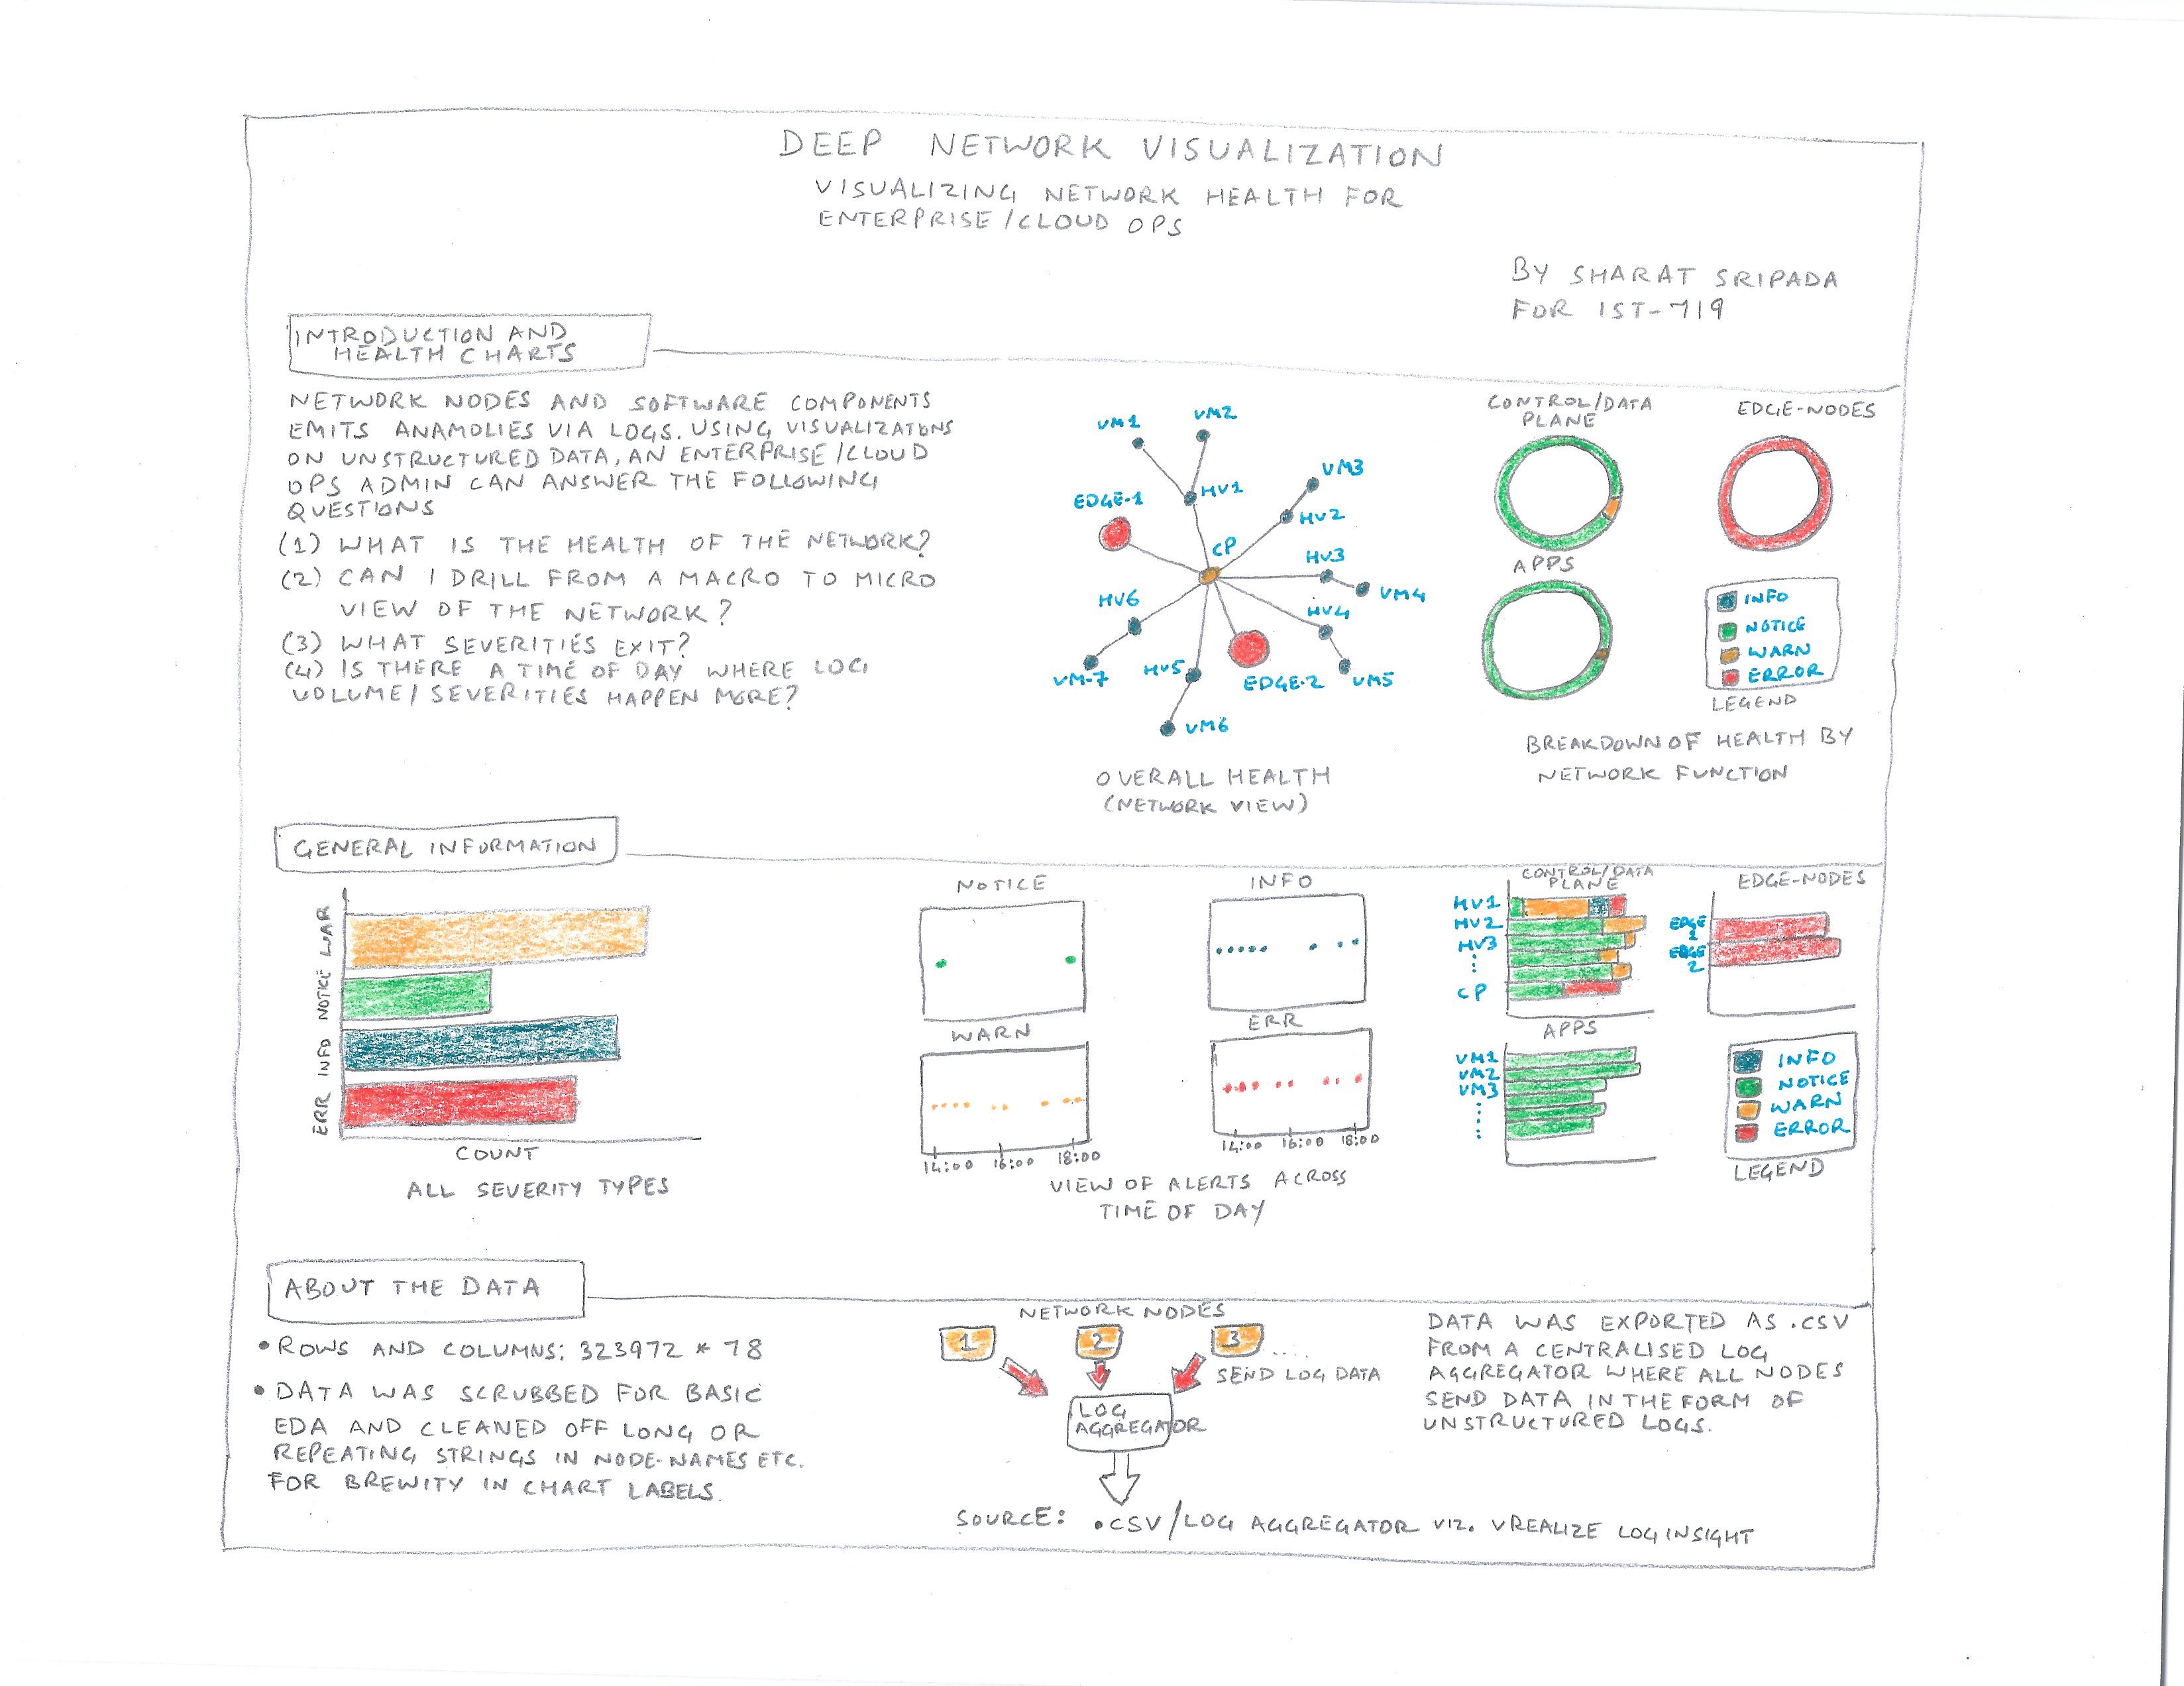 DEEP NETWORK VISUALIZATION
VISUALIZING NETWORK HEALTH FOR
ENTERPRISE/CLOUD OPS
BY SHARAT SRIPADA
FOR IST-719
INTRODUCTION AND
HEALTH CHARTS
NETWORK NODES AND SOFTWARE COMPONENTS
EMITS ANAMOLIES VIA LOGS. USING VISUALIZATONS
ON UNSTRUCTURED DATA, AN ENTERPRISE/CLOUD
OPS ADMIN CAN ANSWER THE FOLLOWING
QUESTIONS
(1) WHAT IS THE HEALTH OF THE NETWORK?
(2) CAN I DRILL FROM A MACRO TO MICRO
VIEW OF THE NETWORK?
(3) WHAT SEVERITIES EXIT?
(4) IS THERE A TIME OF DAY WHERE LOG
VOLUME/SEVERITIES HAPPEN MORE?
VM1
VM2
VM3
EDGE-1
HV1
HV2
CP
HV3
VM4
HV6
HV4
VM-7
HV5
EDGE-2
VM5
VM6
OVERALL HEALTH
(NETWORK VIEW)
CONTROL/DATA
PLANE
EDGE-NODES
APPS
INFO
NOTICE
WARN
ERROR
LEGEND
BREAKDOWN OF HEALTH BY
NETWORK FUNCTION
GENERAL INFORMATION
WAR
NOTICE
INFO
ERR
COUNT
ALL SEVERITY TYPES
NOTICE
INFO
WARN
ERR
14:00 16:00 18:00
14:00 16:00 18:00
VIEW OF ALERTS ACROSS
TIME OF DAY
CONTROL/DATA
PLANE
HV1
HV2
HV3
CP
EDGE-NODES
EDGE
1
EDGE
2
APPS
VM1
VM2
VM3
INFO
NOTICE
WARN
ERROR
LEGEND
ABOUT THE DATA
• ROWS AND COLUMNS: 323972 * 78
• DATA WAS SCRUBBED FOR BASIC
EDA AND CLEANED OFF LONG OR
REPEATING STRINGS IN NODE-NAMES ETC.
FOR BREWITY IN CHART LABELS.
NETWORK NODES
1 2 3 .....
SEND LOG DATA
LOG
AGGREGATOR
SOURCE: .CSV/LOG AGGREGATOR VIZ. VREALIZE LOG INSIGHT
DATA WAS EXPORTED AS .CSV
FROM A CENTRALISED LOG
AGGREGATOR WHERE ALL NODES
SEND DATA IN THE FORM OF
UNSTRUCTURED LOGS.